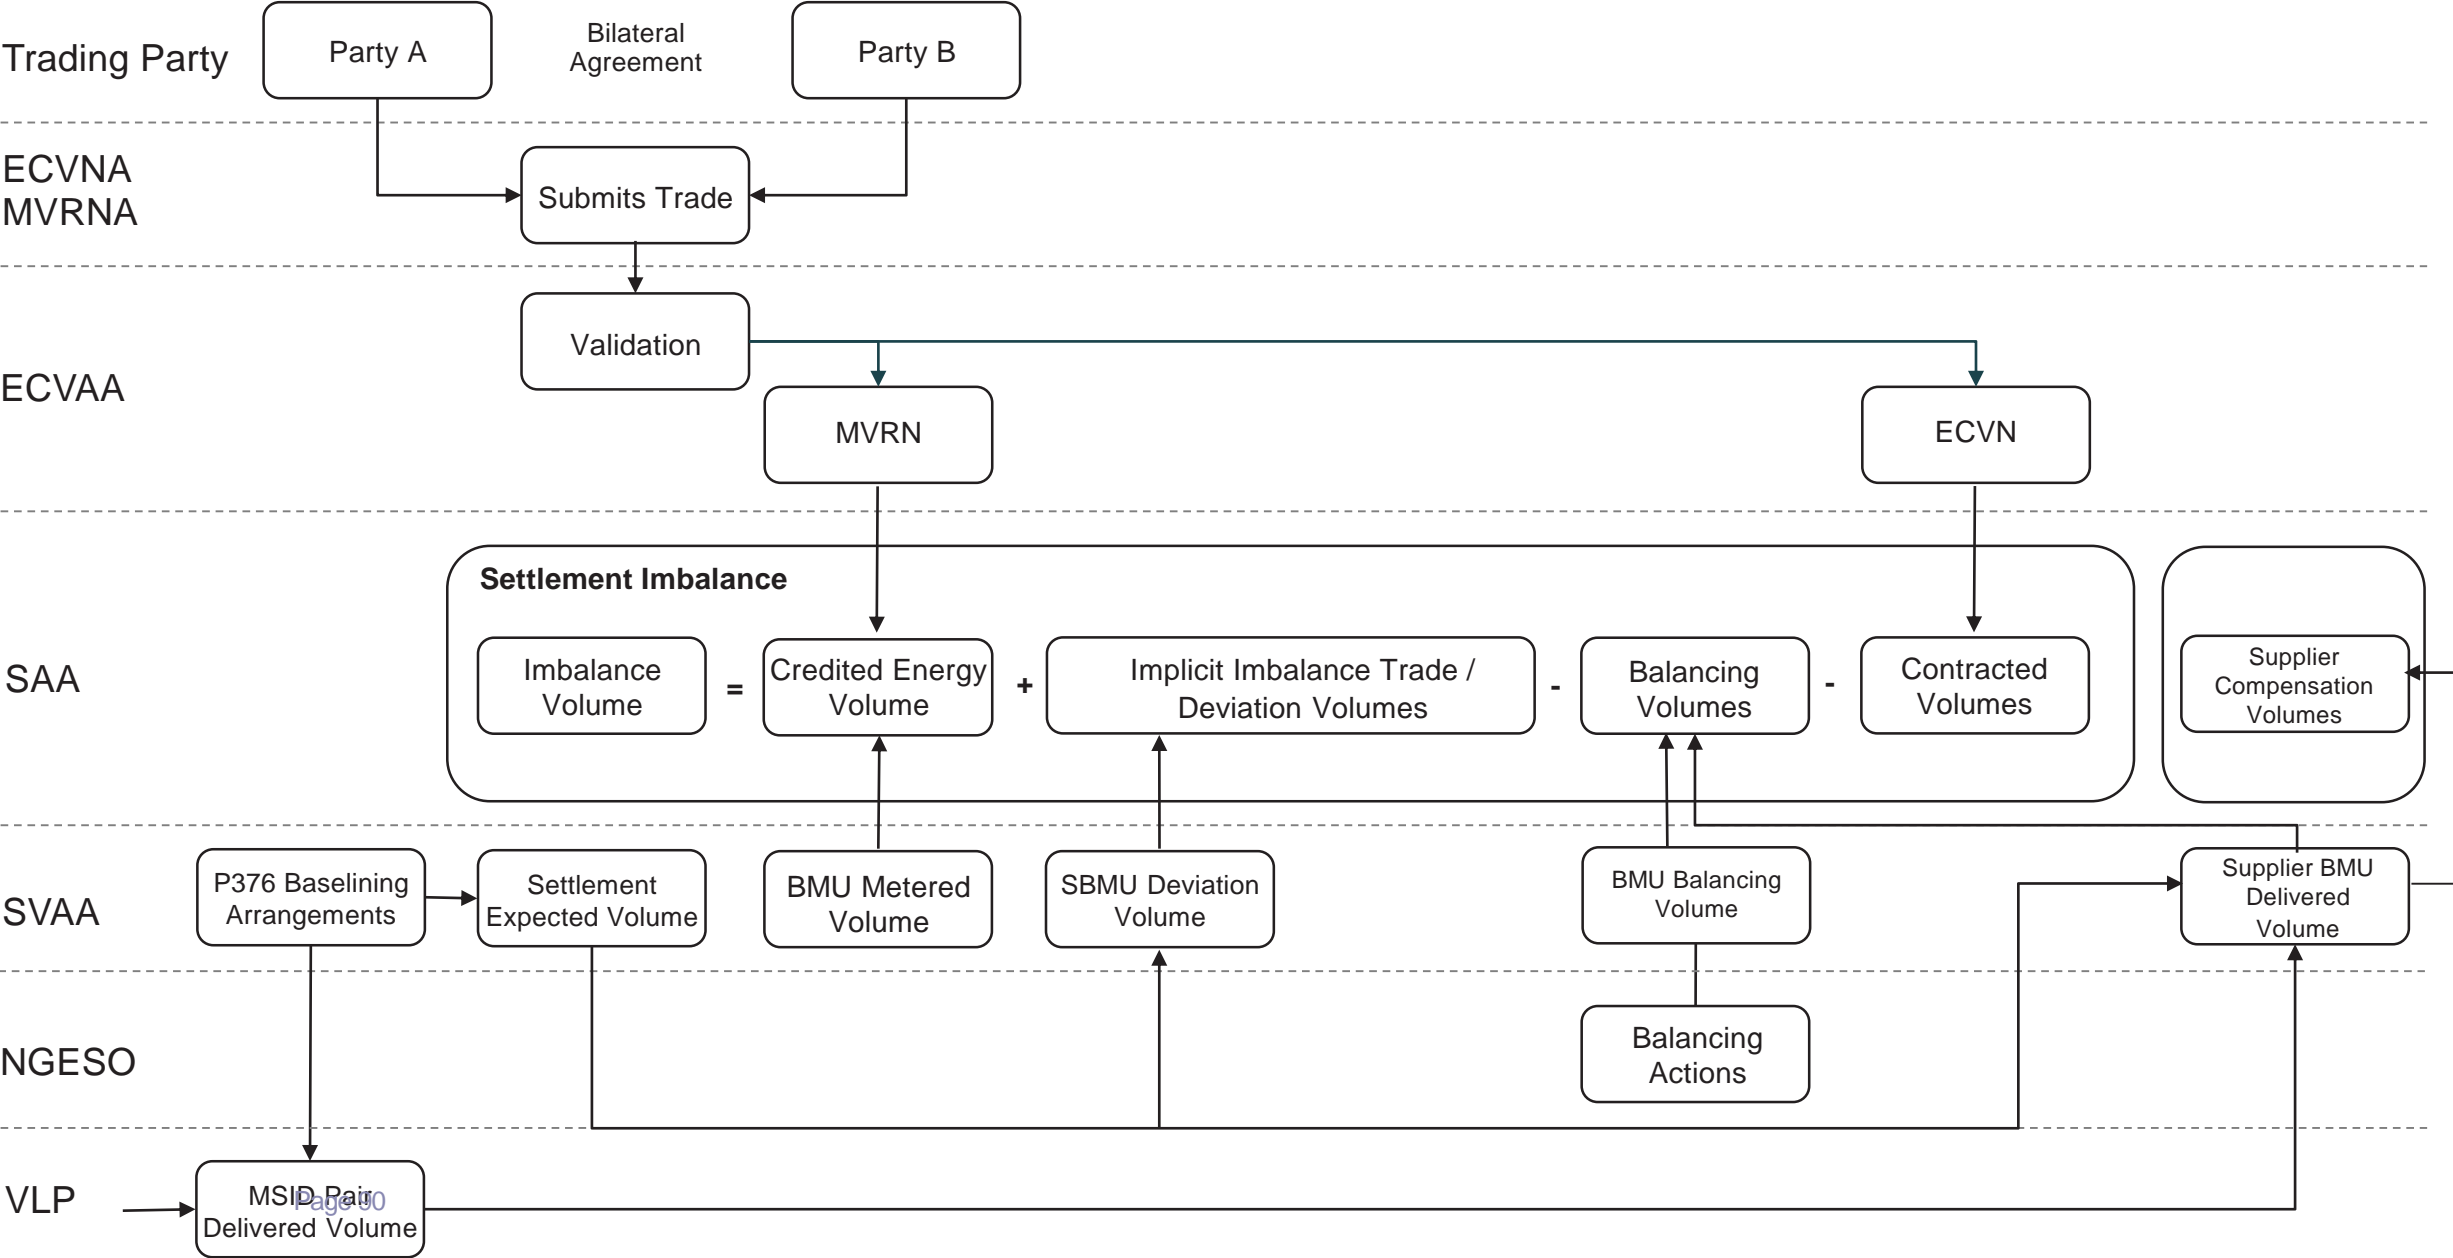 Trading Party
Party A
Bilateral
Agreement
Party B
ECVNA
MVRNA
Submits Trade
ECVAA
Validation
MVRN
ECVN
SAA
Settlement Imbalance
Imbalance
Volume
=
Credited Energy
Volume
+
Implicit Imbalance Trade /
Deviation Volumes
-
Balancing
Volumes
-
Contracted
Volumes
Supplier
Compensation
Volumes
SVAA
P376 Baselining
Arrangements
Settlement
Expected Volume
BMU Metered
Volume
SBMU Deviation
Volume
BMU Balancing
Volume
Supplier BMU
Delivered
Volume
NGESO
Balancing
Actions
VLP
MSID Pair
Delivered Volume
Page 90